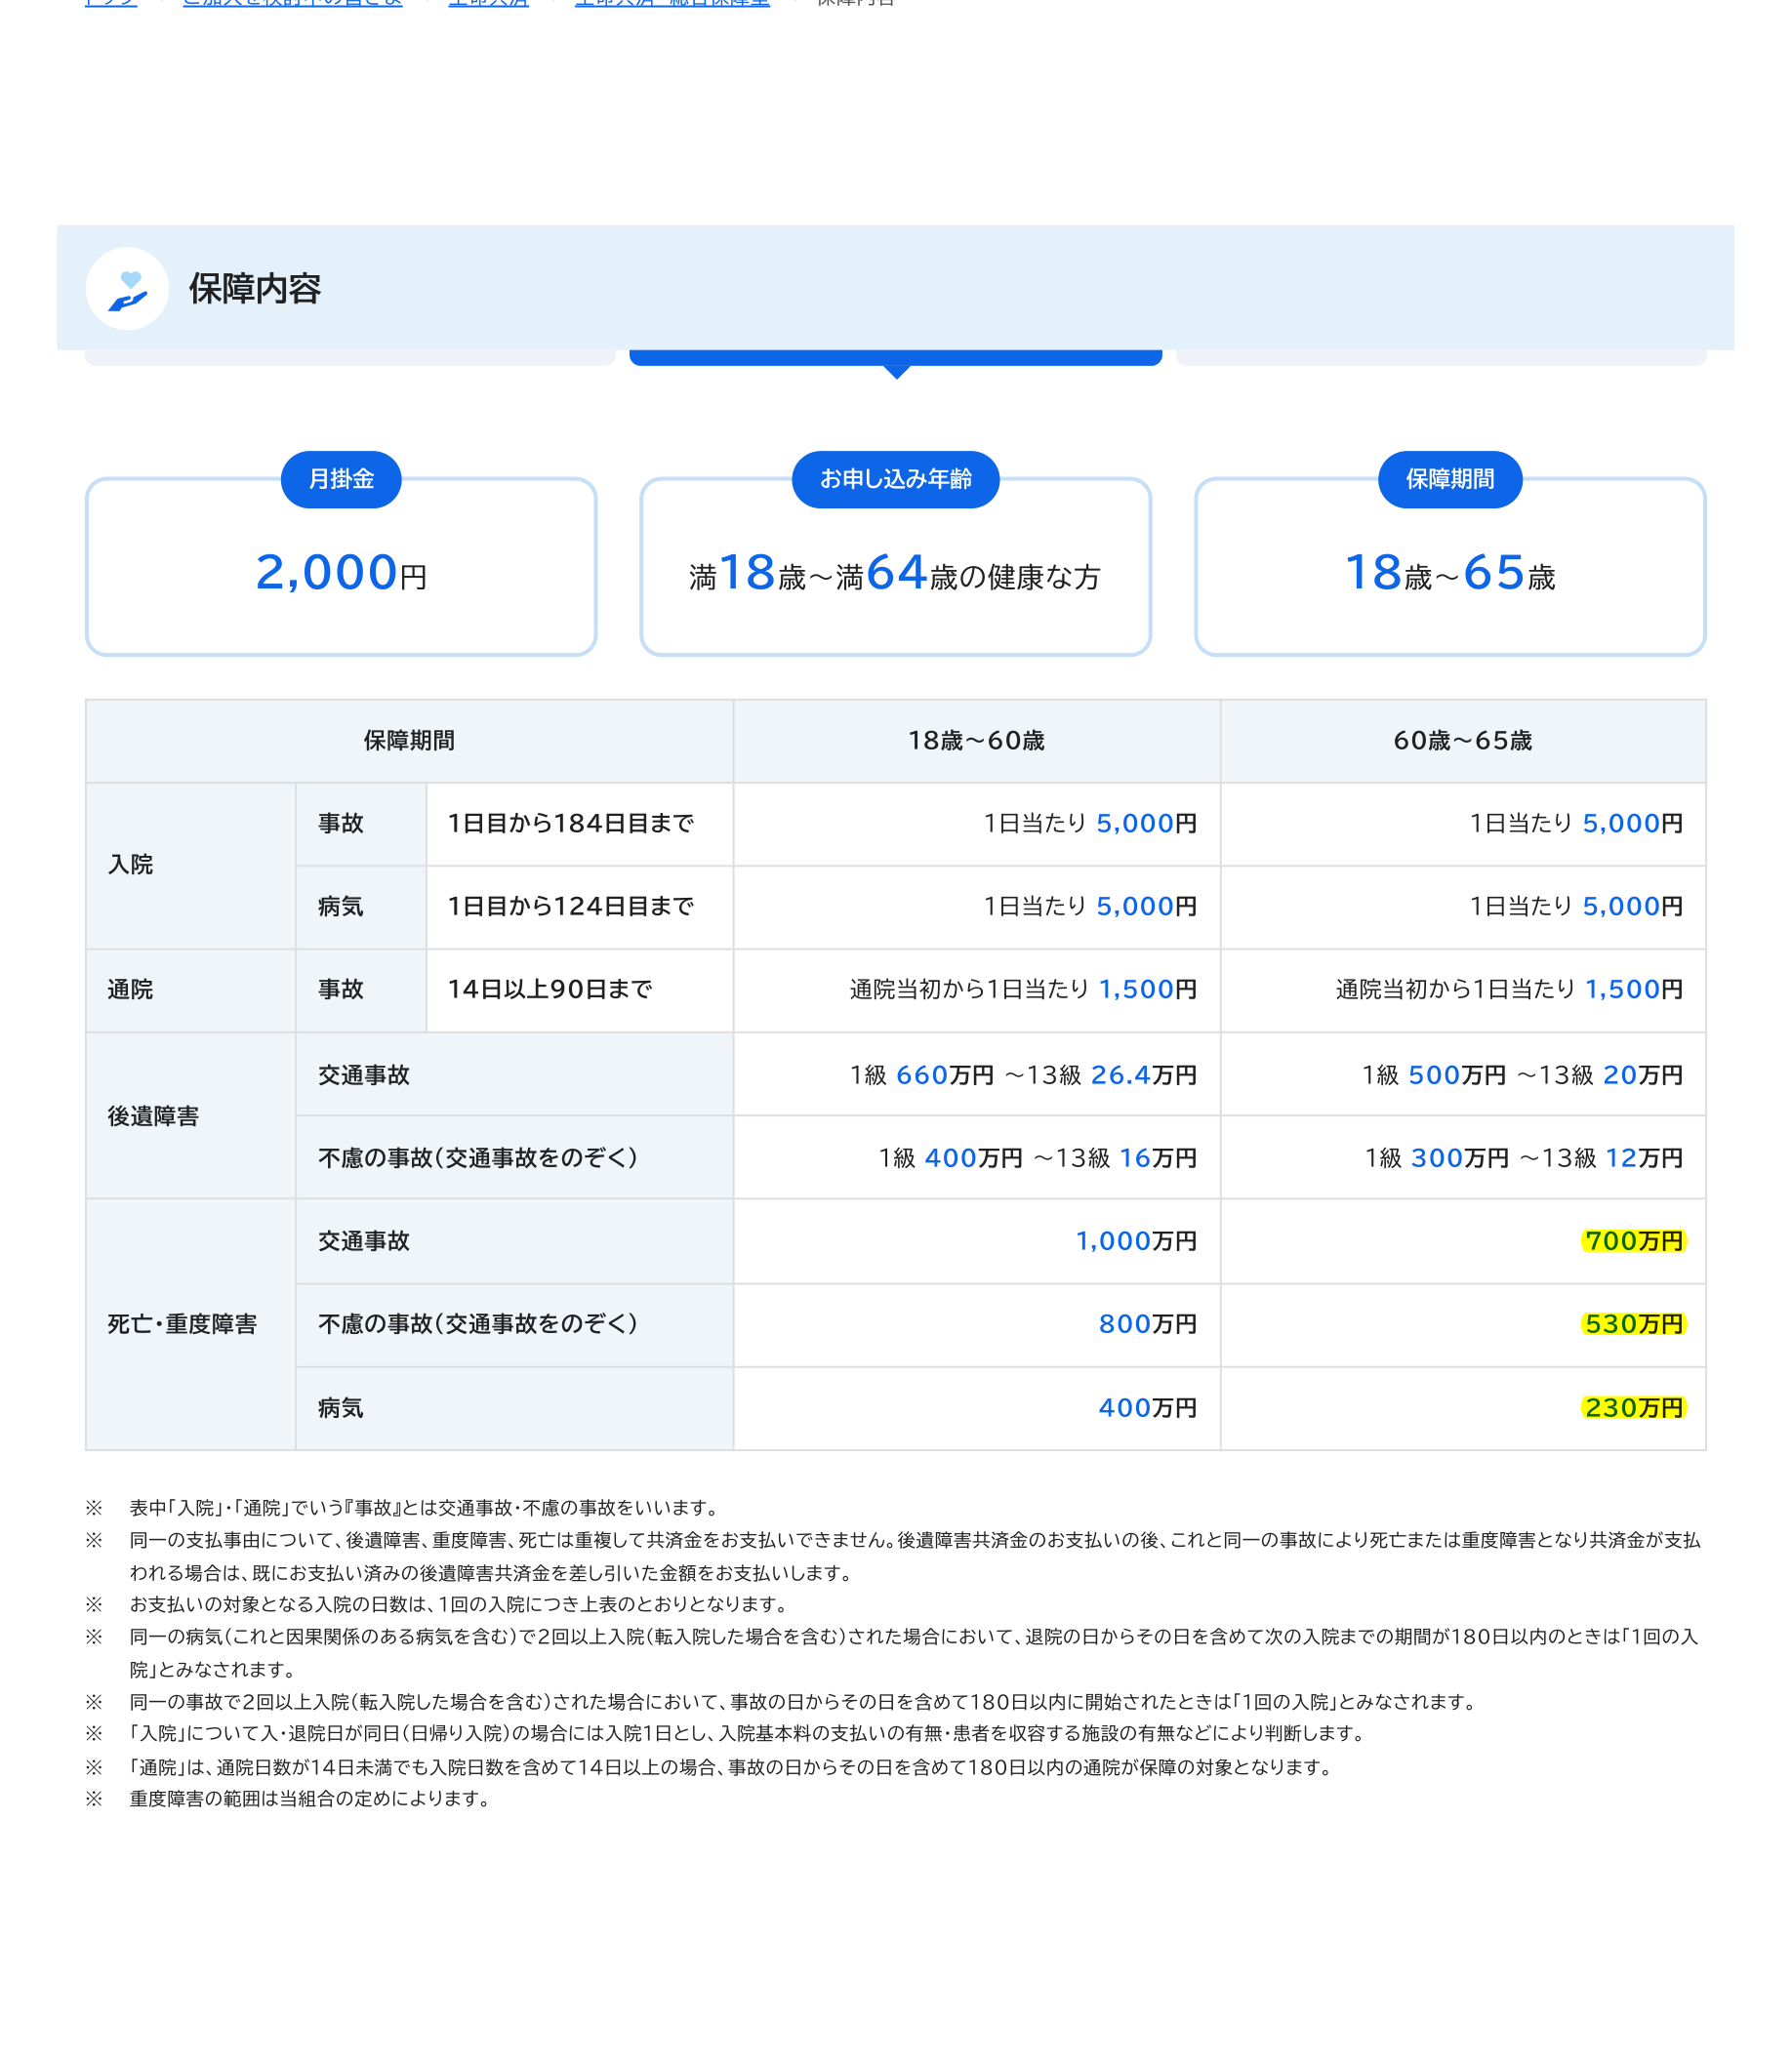 保障内容
月掛金
2,000円
お申し込み年齢
満18歳～満64歳の健康な方
保障期間
18歳～65歳
保障期間 18歳～60歳 60歳～65歳
入院 事故 1日目から184日目まで 1日当たり 5,000円 1日当たり 5,000円
病気 1日目から124日目まで 1日当たり 5,000円 1日当たり 5,000円
通院 事故 14日以上90日まで 通院当初から1日当たり 1,500円 通院当初から1日当たり 1,500円
後遺障害 交通事故 1級 660万円 ～13級 26.4万円 1級 500万円 ～13級 20万円
不慮の事故（交通事故をのぞく） 1級 400万円 ～13級 16万円 1級 300万円 ～13級 12万円
死亡・重度障害 交通事故 1,000万円 700万円
不慮の事故（交通事故をのぞく） 800万円 530万円
病気 400万円 230万円
※ 表中「入院」・「通院」でいう『事故』とは交通事故・不慮の事故をいいます。
※ 同一の支払事由について、後遺障害、重度障害、死亡は重複して共済金をお支払いできません。後遺障害共済金のお支払いの後、これと同一の事故により死亡または重度障害となり共済金が支払
われる場合は、既にお支払い済みの後遺障害共済金を差し引いた金額をお支払いします。
※ お支払いの対象となる入院の日数は、1回の入院につき上表のとおりとなります。
※ 同一の病気（これと因果関係のある病気を含む）で2回以上入院（転入院した場合を含む）された場合において、退院の日からその日を含めて次の入院までの期間が180日以内のときは「1回の入
院」とみなされます。
※ 同一の事故で2回以上入院（転入院した場合を含む）された場合において、事故の日からその日を含めて180日以内に開始されたときは「1回の入院」とみなされます。
※ 「入院」について入・退院日が同日（日帰り入院）の場合には入院1日とし、入院基本料の支払いの有無・患者を収容する施設の有無などにより判断します。
※ 「通院」は、通院日数が14日未満でも入院日数を含めて14日以上の場合、事故の日からその日を含めて180日以内の通院が保障の対象となります。
※ 重度障害の範囲は当組合の定めによります。